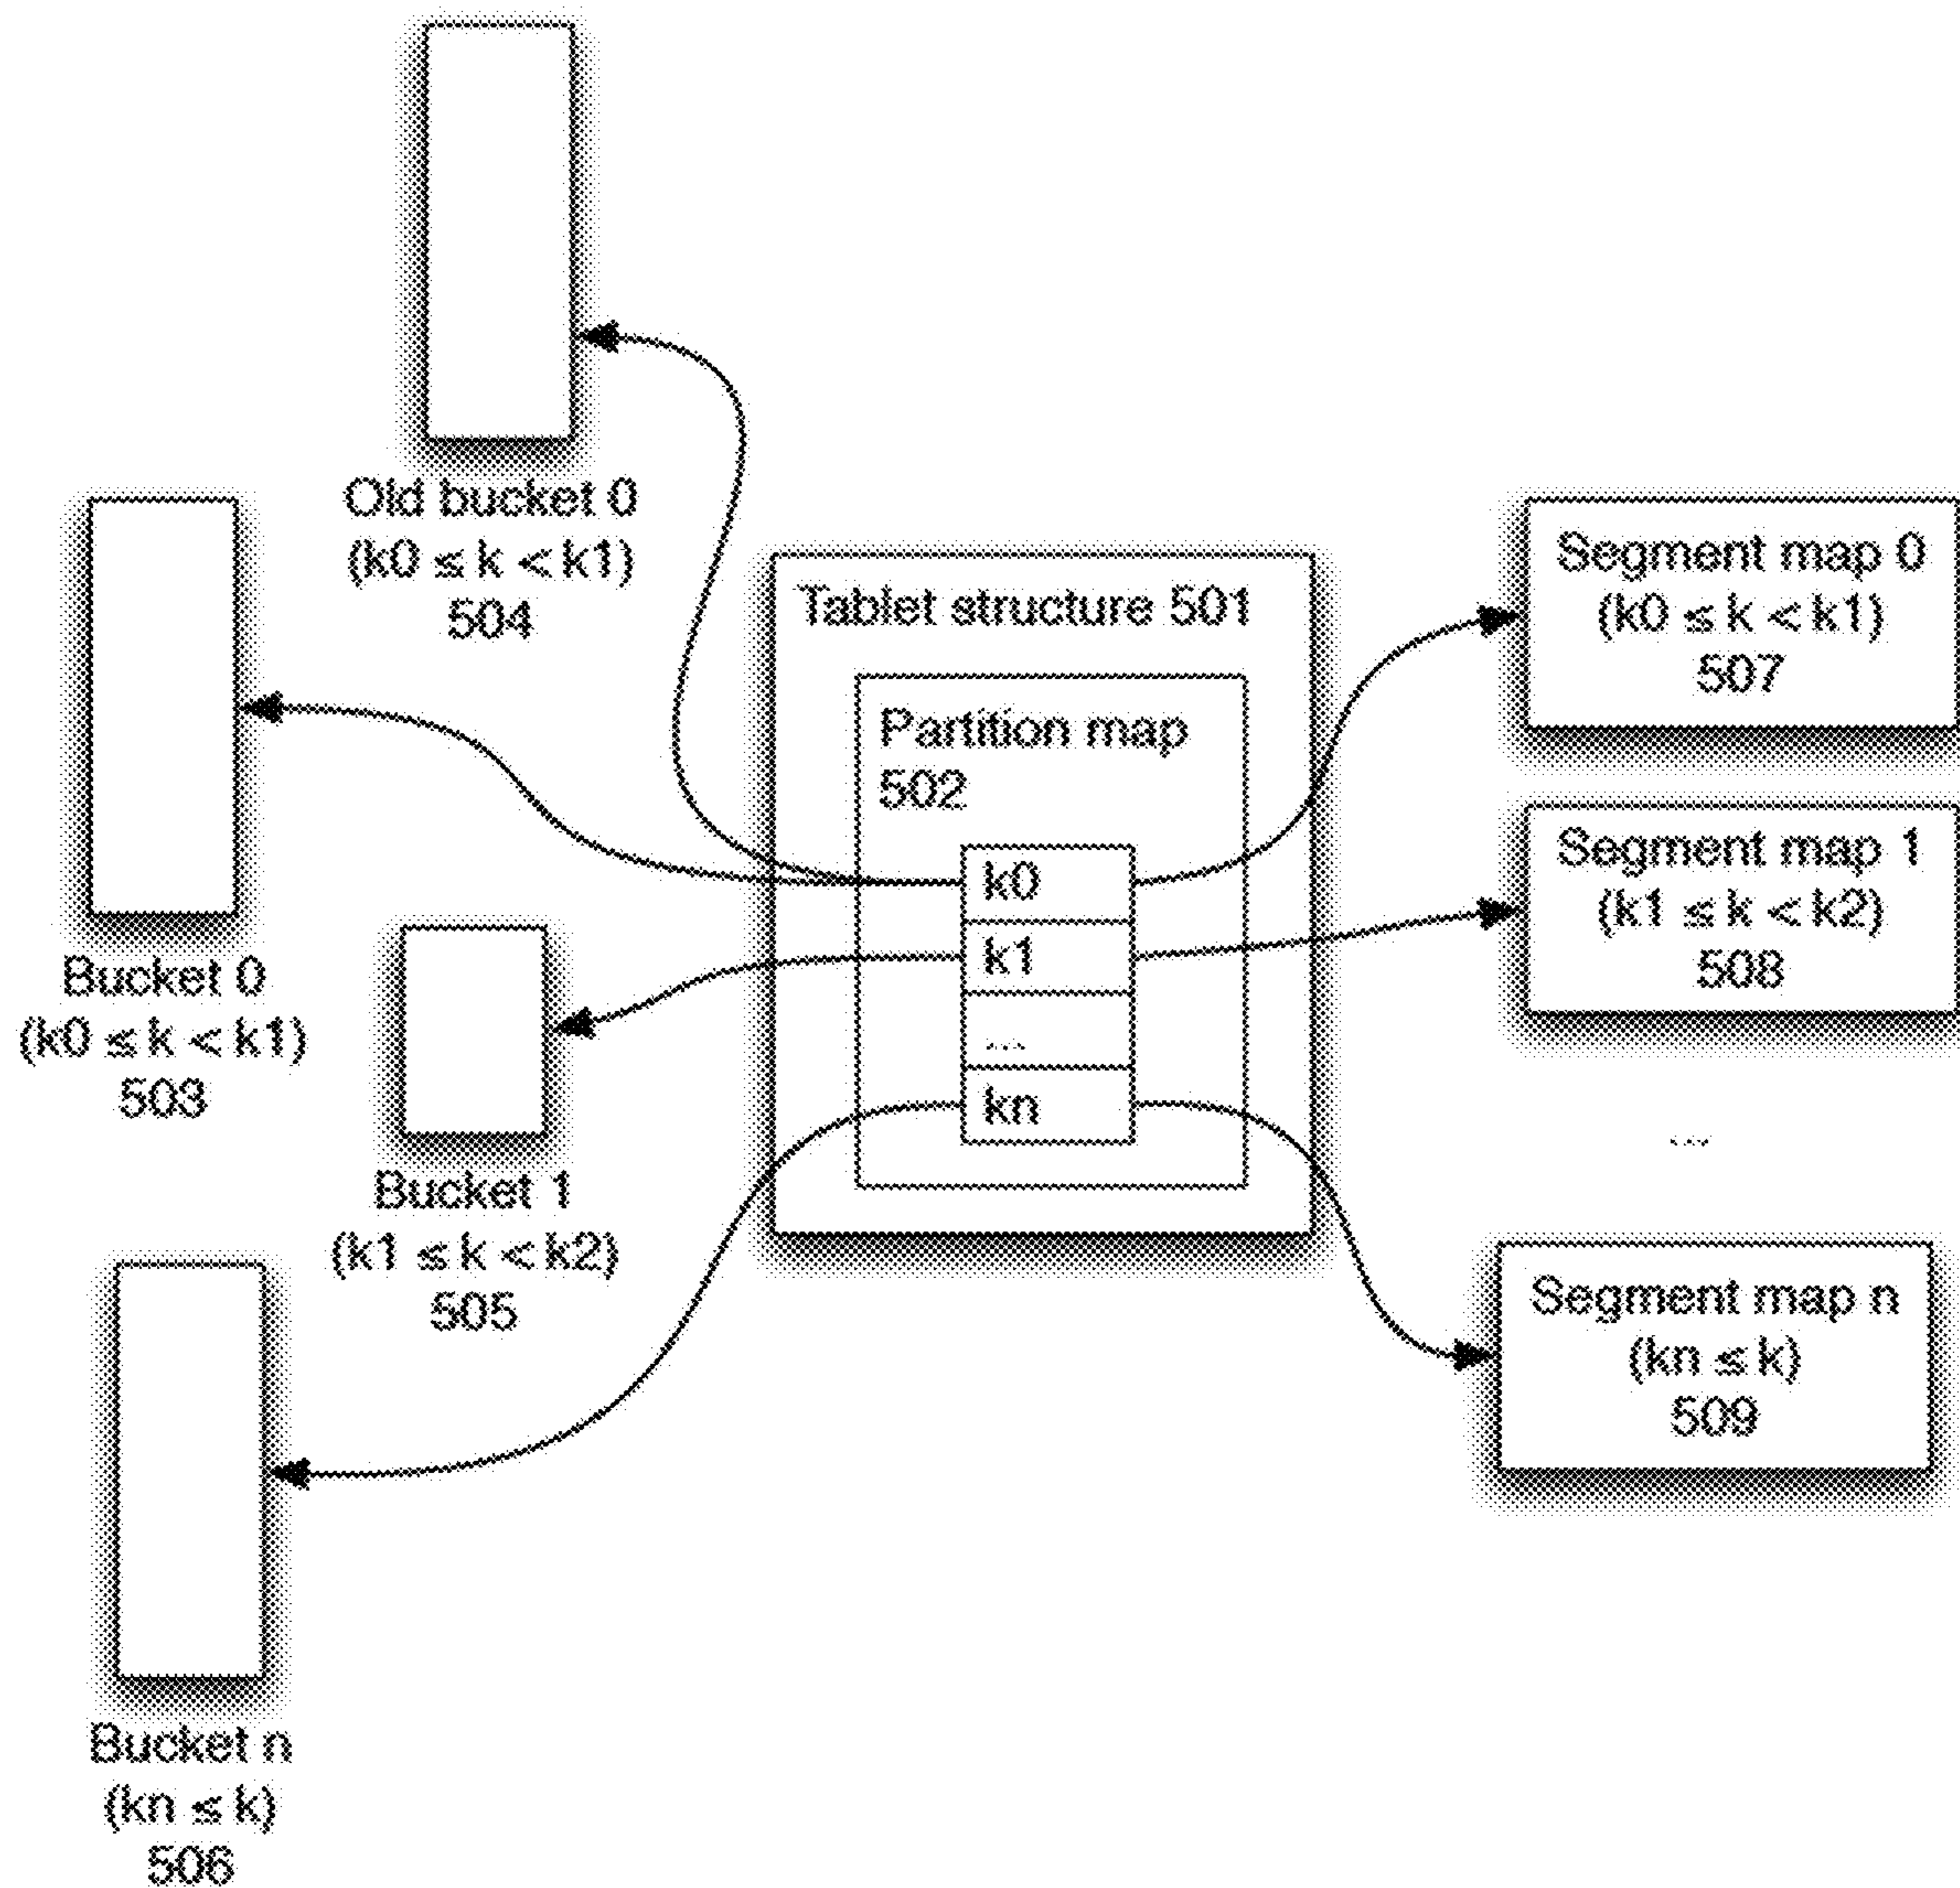 Old bucket 0
(k0 ≤ k < k1)
504
Bucket 0
(k0 ≤ k < k1)
503
Bucket 1
(k1 ≤ k < k2)
505
Bucket n
(kn ≤ k)
506
Tablet structure 501
Partition map
502
k0
k1
...
kn
Segment map 0
(k0 ≤ k < k1)
507
Segment map 1
(k1 ≤ k < k2)
508
...
Segment map n
(kn ≤ k)
509